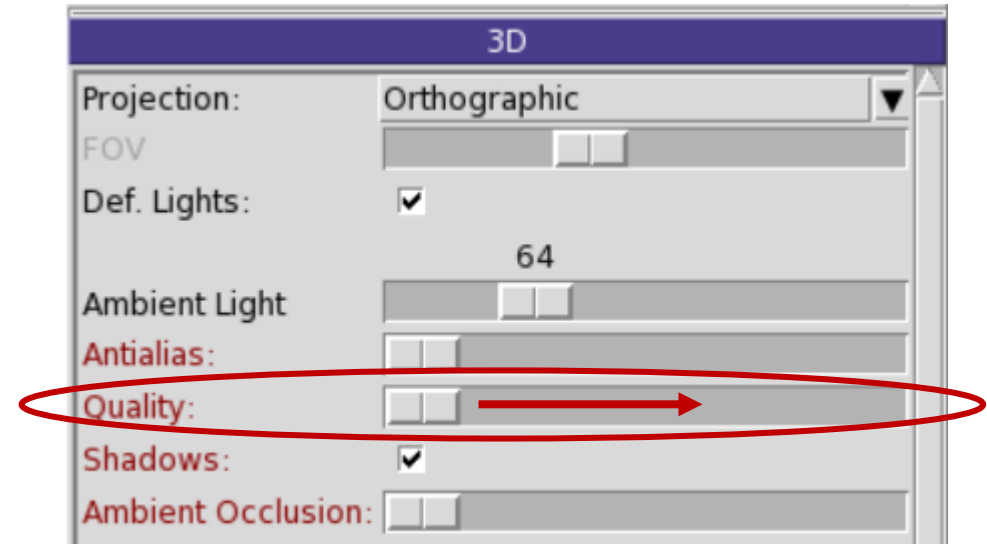 3D
Projection: Orthographic
FOV
Def. Lights:
64
Ambient Light
Antialias:
Quality:
Shadows:
Ambient Occlusion: